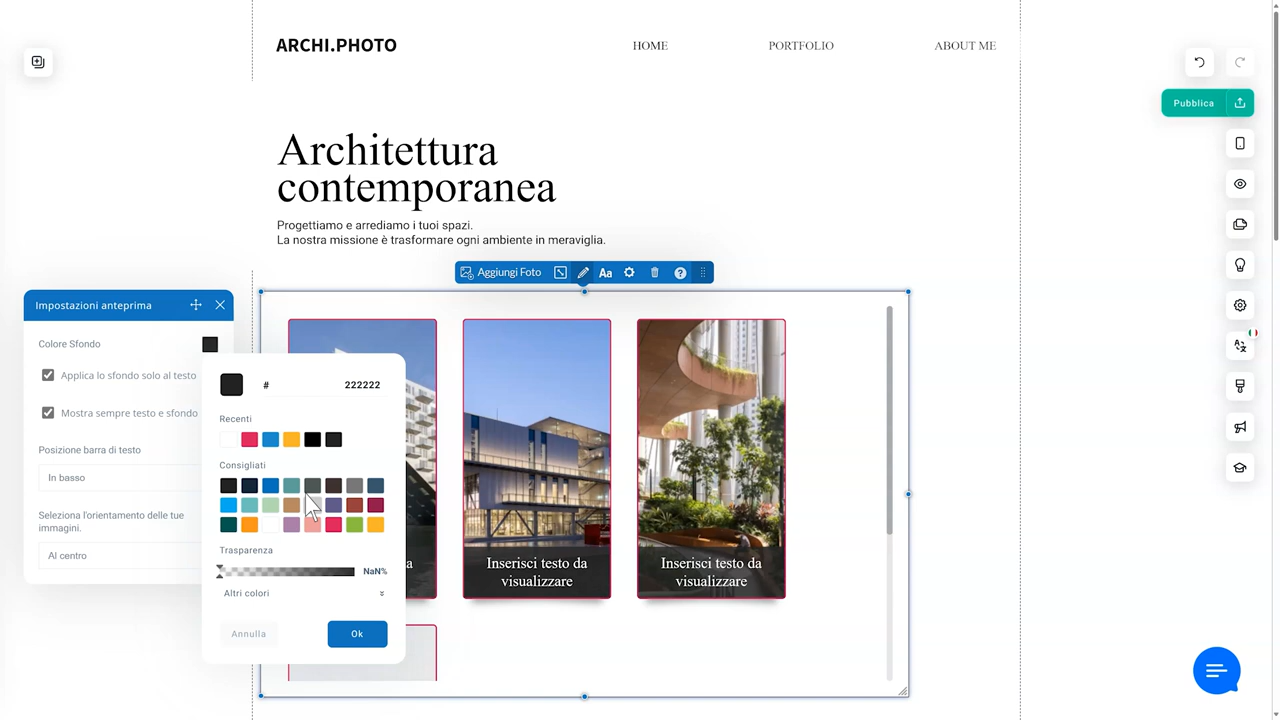 ARCHI.PHOTO
HOME
PORTFOLIO
ABOUT ME
Pubblica
Architettura
contemporanea
Progettiamo e arrediamo i tuoi spazi.
La nostra missione è trasformare ogni ambiente in meraviglia.
Aggiungi Foto
Aa
?
Impostazioni anteprima
Colore Sfondo
Applica lo sfondo solo al testo
Mostra sempre testo e sfondo
Posizione barra di testo
In basso
Seleziona l'orientamento delle tue
immagini.
Al centro
# 222222
Recenti
Consigliati
Trasparenza
NaN%
Altri colori
Annulla
Ok
Inserisci testo da
visualizzare
Inserisci testo da
visualizzare